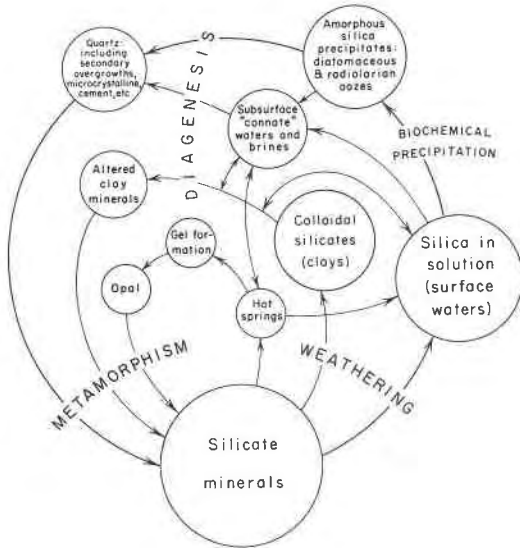 Quartz:
including
secondary
overgrowths,
microcrystalline,
cement, etc
Amorphous
silica
precipitates:
diatomaceous
& radiolarian
oozes
DIAGENESIS
Subsurface
"connate"
waters and
brines
BIOCHEMICAL
PRECIPITATION
Altered
clay
minerals
Colloidal
silicates
(clays)
Silica in
solution
(surface
waters)
Gel for-
mation
Opal
Hot
springs
METAMORPHISM
WEATHERING
Silicate
minerals